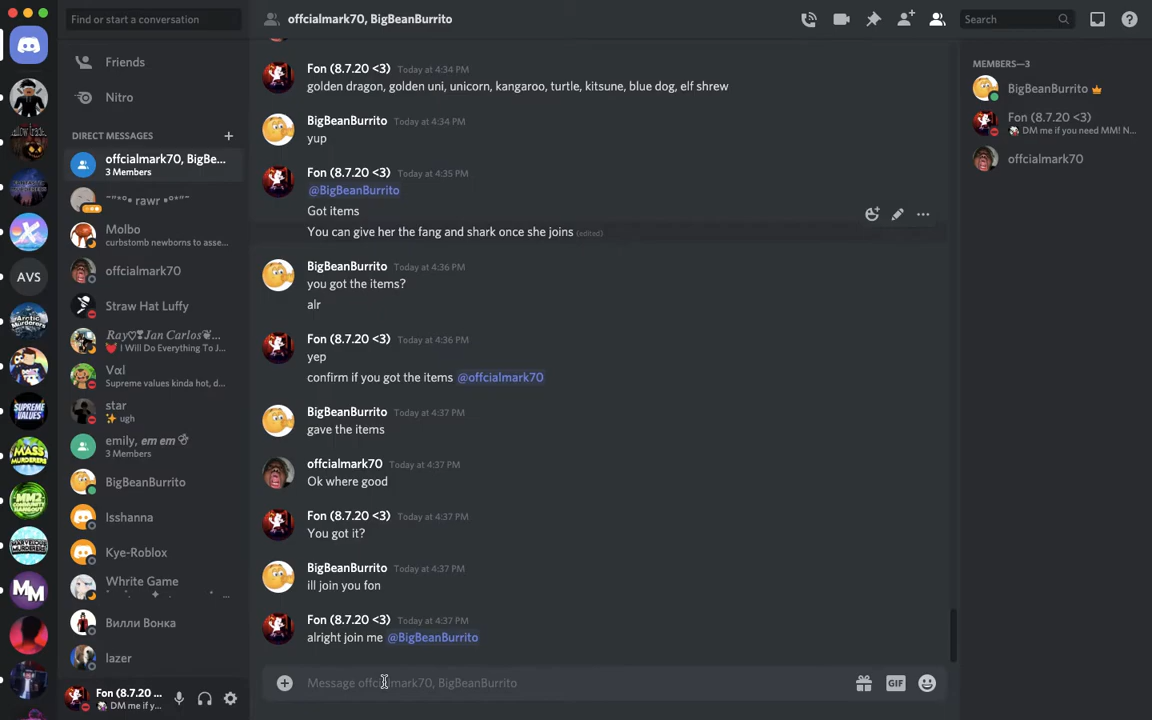 Find or start a conversation
Friends
Nitro
DIRECT MESSAGES
offcialmark70, BigBe...
3 Members
rawr
Molbo
curbstomb newborns to asse...
offcialmark70
Straw Hat Luffy
Ray♡❣Jan Carlos❦...
I Will Do Everything To J...
Vαl
Supreme values kinda hot, d...
star
✨ ugh
emily, em em
3 Members
BigBeanBurrito
Isshanna
Kye-Roblox
Whrite Game
Вилли Вонка
lazer
Fon (8.7.20 ...
DM me if y...
AVS
SUPREME
VALUES
MASS
MURDERERS
MM2
COMMUNITY
HANGOUT
MM
offcialmark70, BigBeanBurrito
Search
Fon (8.7.20 <3) Today at 4:34 PM
golden dragon, golden uni, unicorn, kangaroo, turtle, kitsune, blue dog, elf shrew
BigBeanBurrito Today at 4:34 PM
yup
Fon (8.7.20 <3) Today at 4:35 PM
@BigBeanBurrito
Got items
You can give her the fang and shark once she joins (edited)
BigBeanBurrito Today at 4:36 PM
you got the items?
alr
Fon (8.7.20 <3) Today at 4:36 PM
yep
confirm if you got the items @offcialmark70
BigBeanBurrito Today at 4:37 PM
gave the items
offcialmark70 Today at 4:37 PM
Ok where good
Fon (8.7.20 <3) Today at 4:37 PM
You got it?
BigBeanBurrito Today at 4:37 PM
ill join you fon
Fon (8.7.20 <3) Today at 4:37 PM
alright join me @BigBeanBurrito
Message offcialmark70, BigBeanBurrito
GIF
MEMBERS—3
BigBeanBurrito
Fon (8.7.20 <3)
DM me if you need MM! N...
offcialmark70